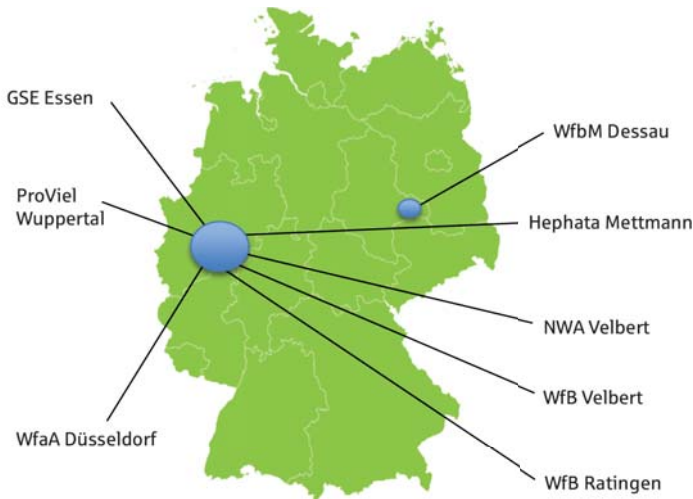 GSE Essen
WfbM Dessau
ProViel
Wuppertal
Hephata Mettmann
NWA Velbert
WfB Velbert
WfaA Düsseldorf
WfB Ratingen